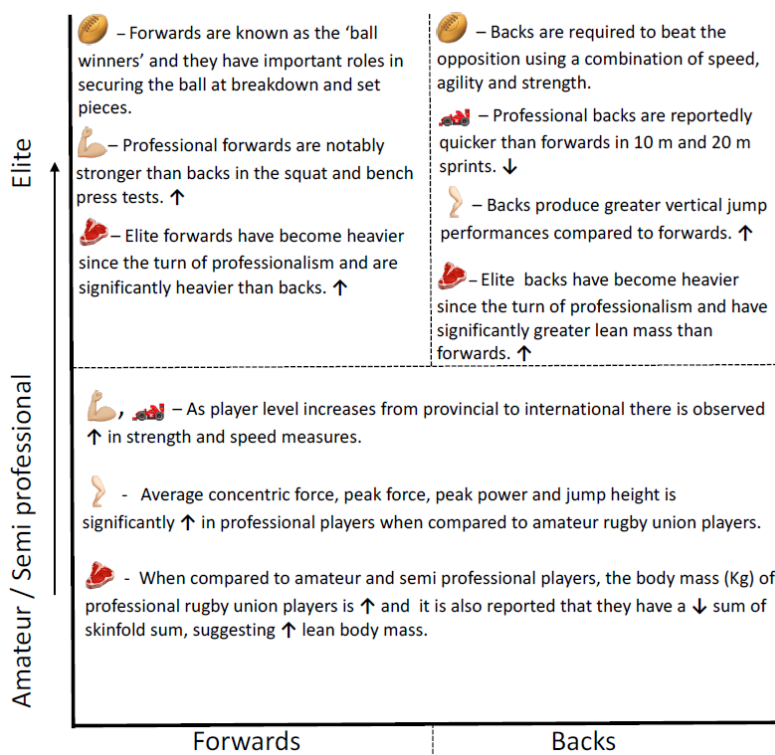 – Forwards are known as the ‘ball
winners’ and they have important roles in
securing the ball at breakdown and set
pieces.
– Professional forwards are notably
stronger than backs in the squat and bench
press tests. ↑
– Elite forwards have become heavier
since the turn of professionalism and are
significantly heavier than backs. ↑
– Backs are required to beat the
opposition using a combination of speed,
agility and strength.
– Professional backs are reportedly
quicker than forwards in 10 m and 20 m
sprints. ↓
– Backs produce greater vertical jump
performances compared to forwards. ↑
– Elite backs have become heavier
since the turn of professionalism and have
significantly greater lean mass than
forwards. ↑
, – As player level increases from provincial to international there is observed
↑ in strength and speed measures.
- Average concentric force, peak force, peak power and jump height is
significantly ↑ in professional players when compared to amateur rugby union players.
- When compared to amateur and semi professional players, the body mass (Kg) of
professional rugby union players is ↑ and it is also reported that they have a ↓ sum of
skinfold sum, suggesting ↑ lean body mass.
Elite
Amateur / Semi professional
Forwards
Backs